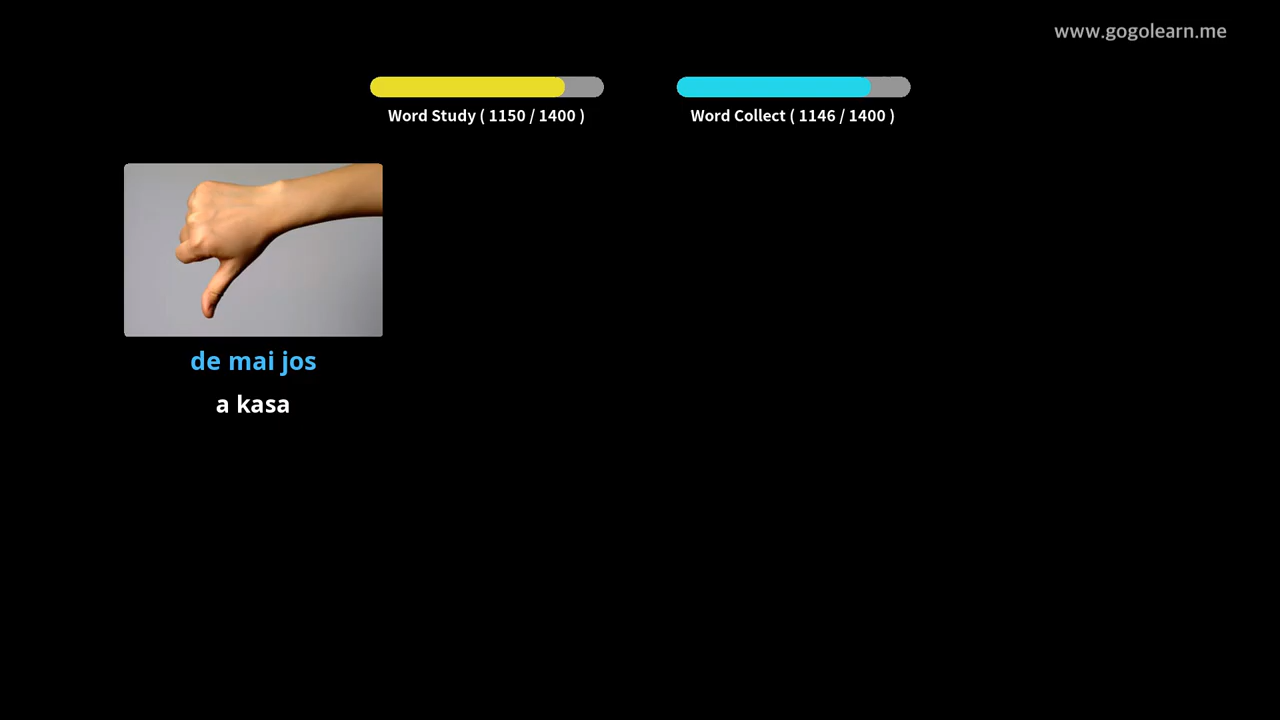 www.gogolearn.me
Word Study ( 1150 / 1400 )
Word Collect ( 1146 / 1400 )
de mai jos
a kasa